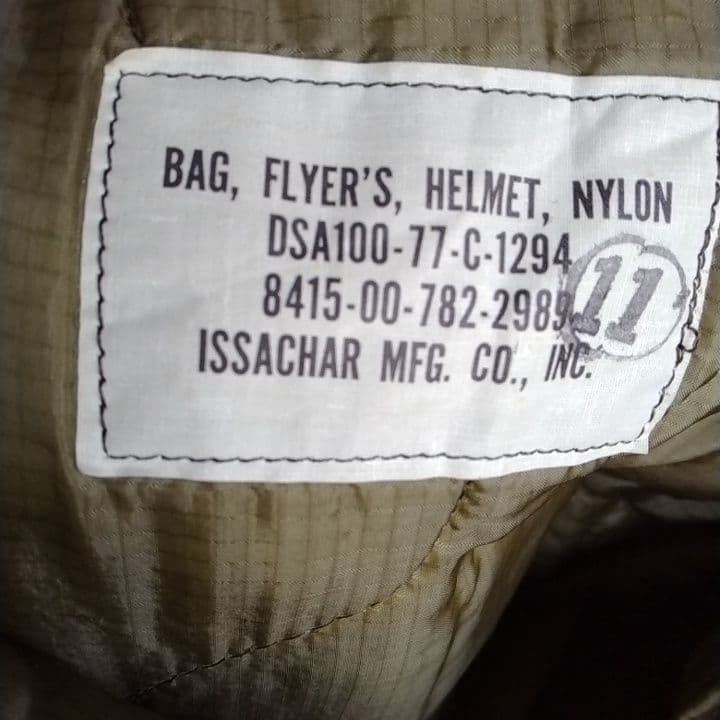 BAG, FLYER'S, HELMET, NYLON
DSA100-77-C-1294
8415-00-782-2989
ISSACHAR MFG. CO., INC.
11